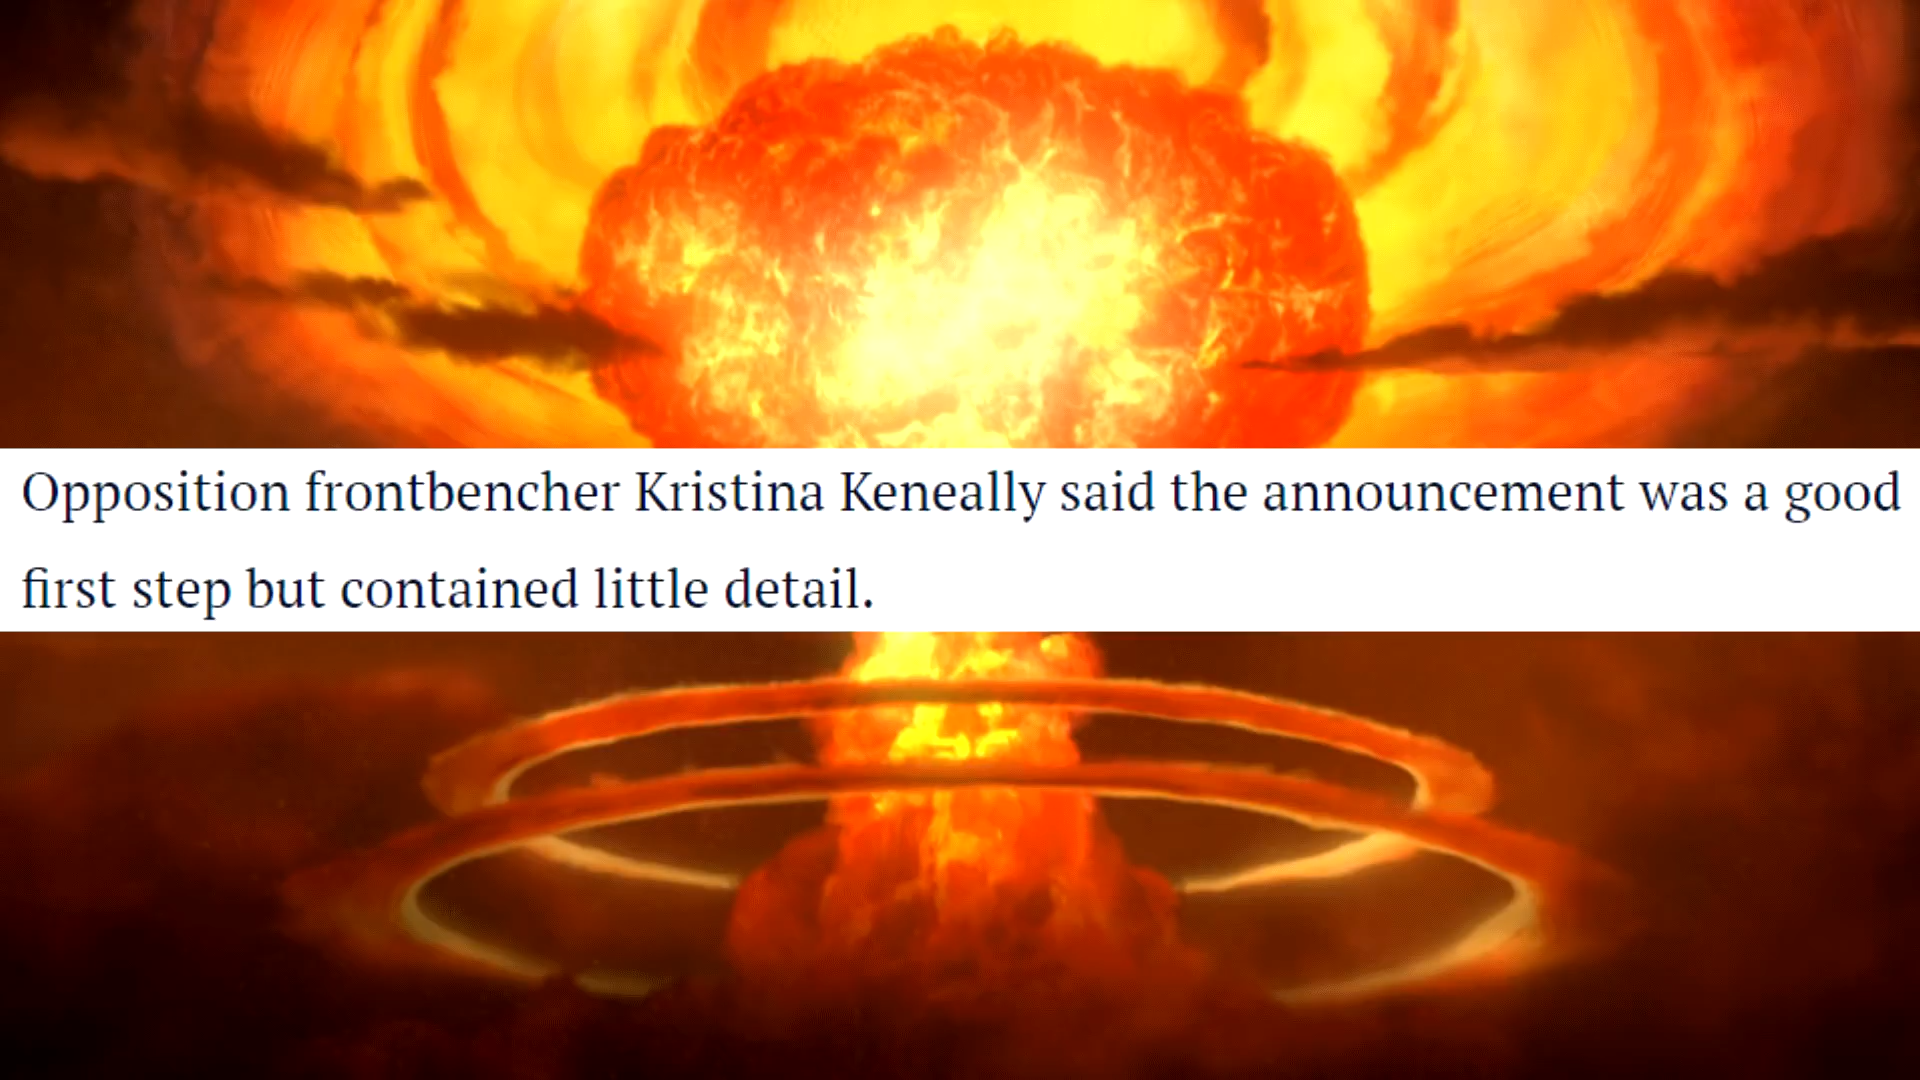 Opposition frontbencher Kristina Keneally said the announcement was a good
first step but contained little detail.